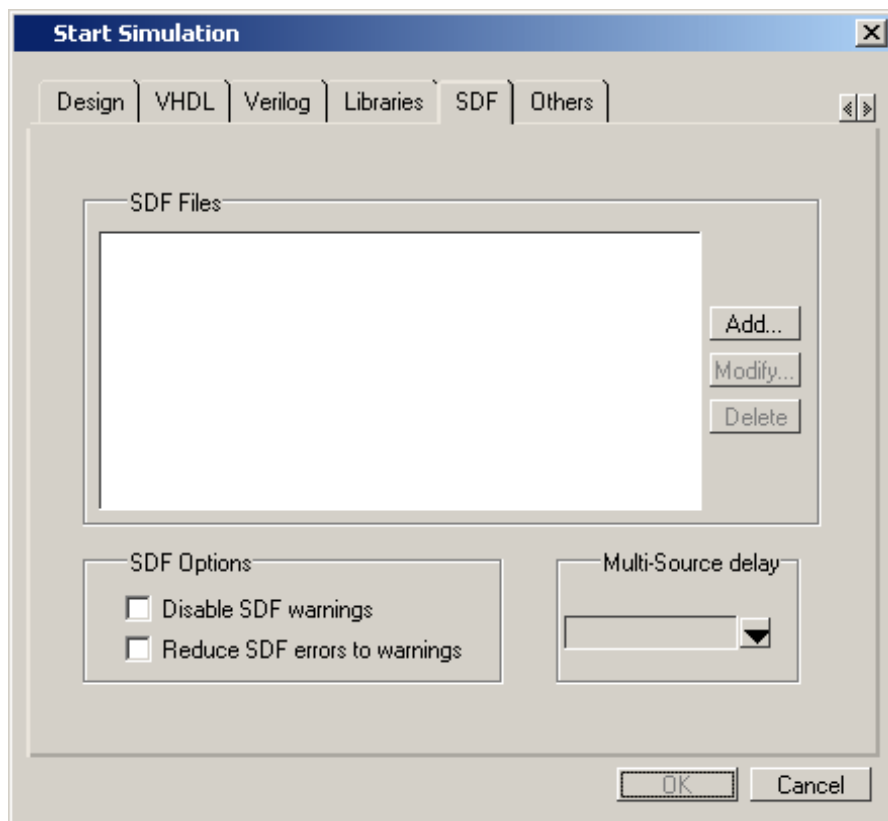 Start Simulation
Design VHDL Verilog Libraries SDF Others
SDF Files
Add...
Modify...
Delete
SDF Options
Multi-Source delay
Disable SDF warnings
Reduce SDF errors to warnings
OK Cancel